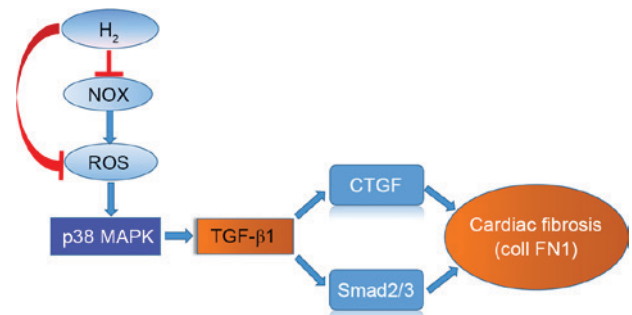 H₂
NOX
ROS
p38 MAPK
TGF-β1
CTGF
Smad2/3
Cardiac fibrosis
(coll FN1)